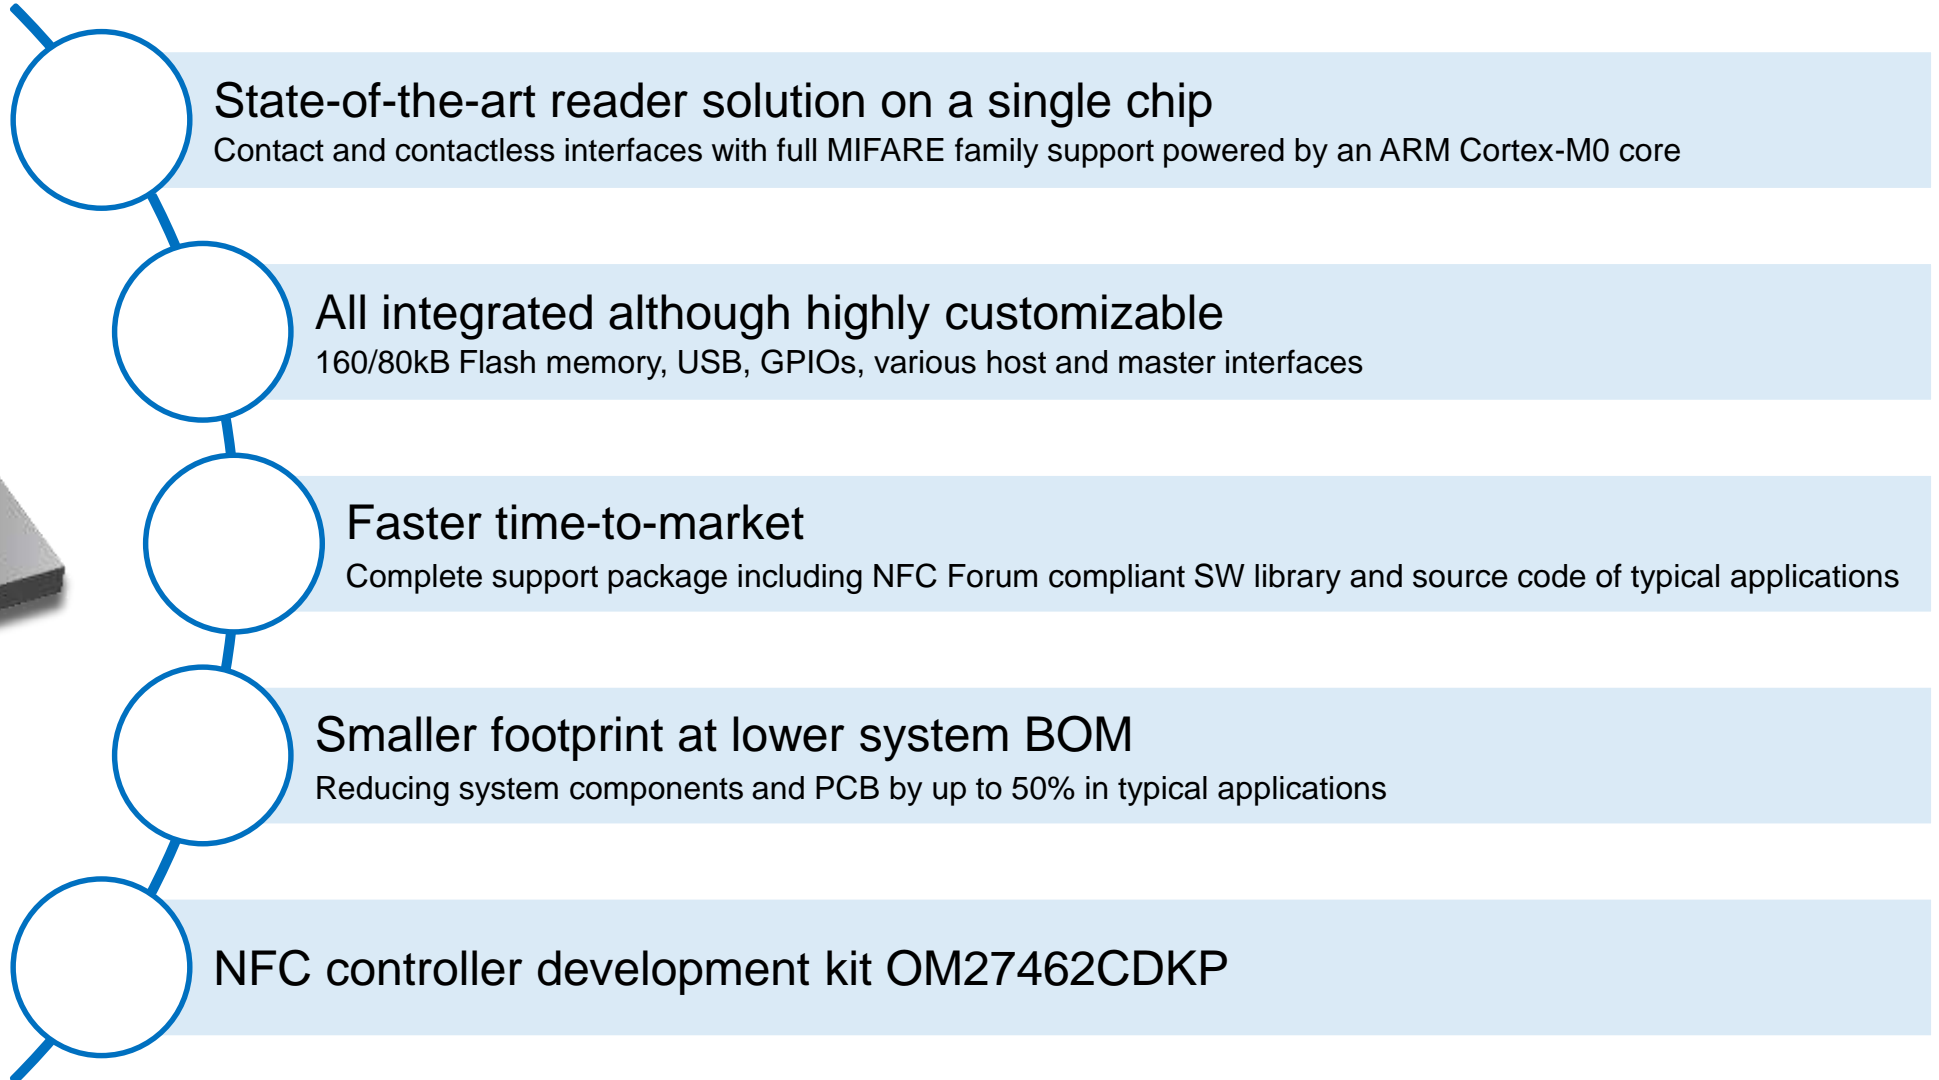 State-of-the-art reader solution on a single chip
Contact and contactless interfaces with full MIFARE family support powered by an ARM Cortex-M0 core
All integrated although highly customizable
160/80kB Flash memory, USB, GPIOs, various host and master interfaces
Faster time-to-market
Complete support package including NFC Forum compliant SW library and source code of typical applications
Smaller footprint at lower system BOM
Reducing system components and PCB by up to 50% in typical applications
NFC controller development kit OM27462CDKP